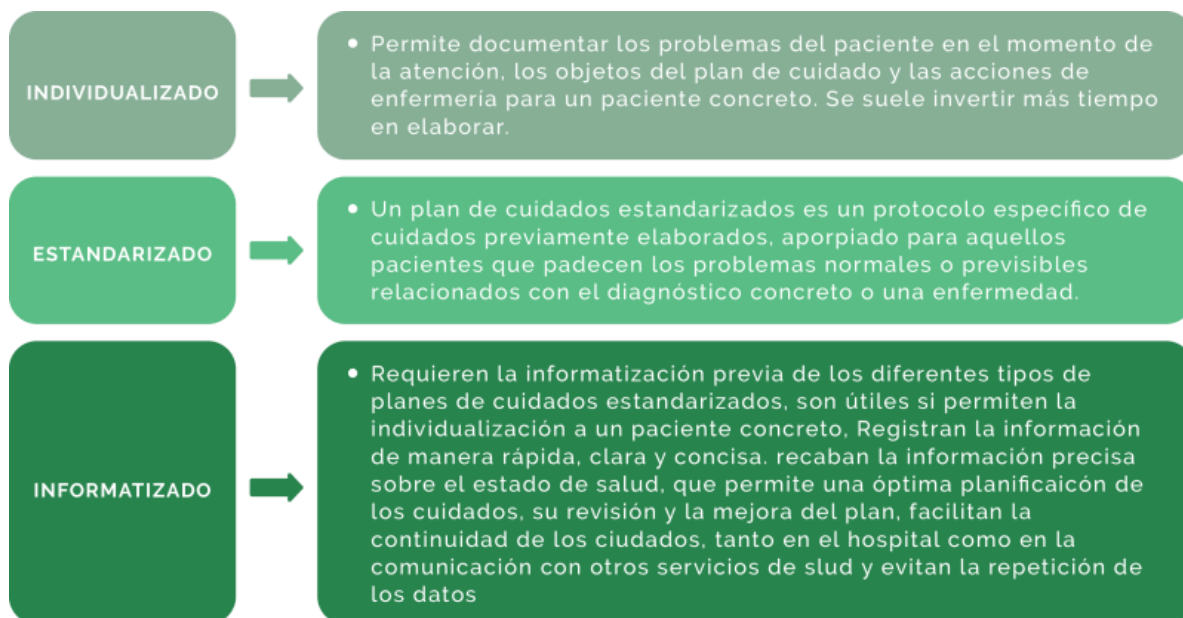 INDIVIDUALIZADO
• Permite documentar los problemas del paciente en el momento de
la atención, los objetos del plan de cuidado y las acciones de
enfermería para un paciente concreto. Se suele invertir más tiempo
en elaborar.
ESTANDARIZADO
• Un plan de cuidados estandarizados es un protocolo específico de
cuidados previamente elaborados, aporpiado para aquellos
pacientes que padecen los problemas normales o previsibles
relacionados con el diagnóstico concreto o una enfermedad.
INFORMATIZADO
• Requieren la informatización previa de los diferentes tipos de
planes de cuidados estandarizados, son útiles si permiten la
individualización a un paciente concreto, Registran la información
de manera rápida, clara y concisa. recaban la información precisa
sobre el estado de salud, que permite una óptima planificaicón de
los cuidados, su revisión y la mejora del plan, facilitan la
continuidad de los ciudados, tanto en el hospital como en la
comunicación con otros servicios de slud y evitan la repetición de
los datos